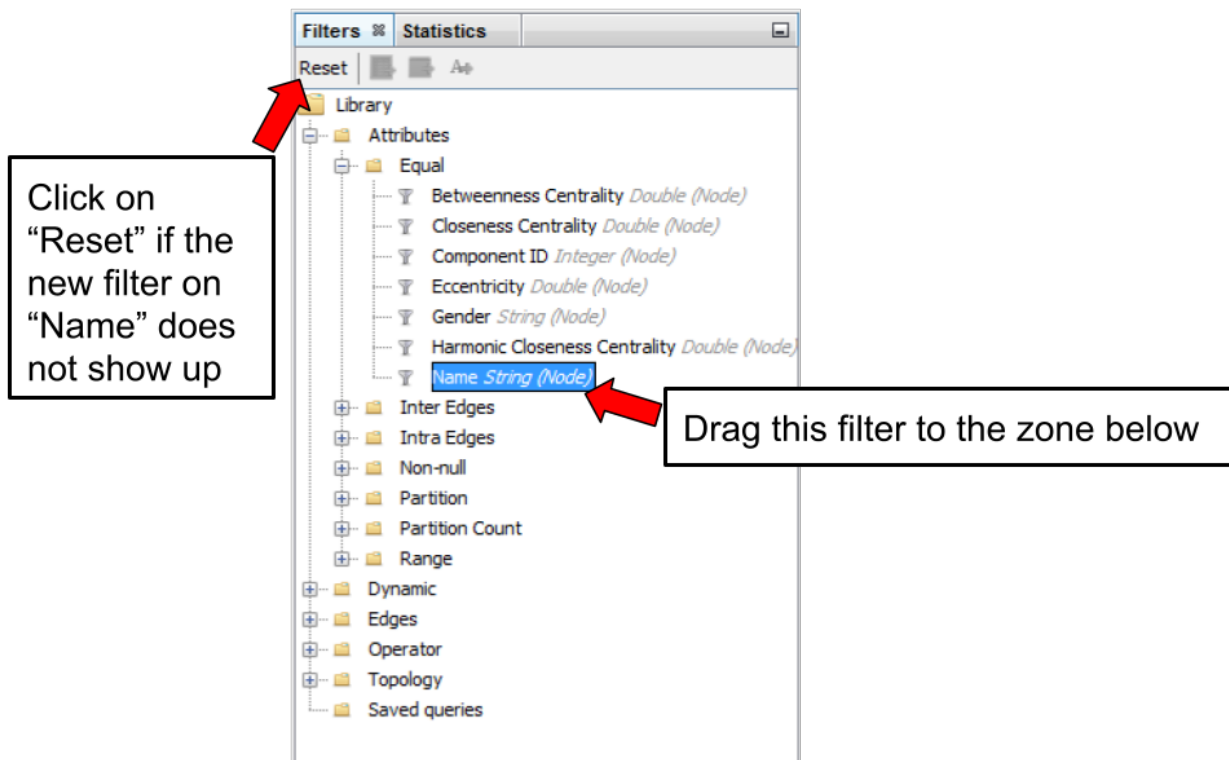 Filters Statistics
Reset
Library
Attributes
Equal
Betweenness Centrality Double (Node)
Closeness Centrality Double (Node)
Component ID Integer (Node)
Eccentricity Double (Node)
Gender String (Node)
Harmonic Closeness Centrality Double (Node)
Name String (Node)
Inter Edges
Intra Edges
Non-null
Partition
Partition Count
Range
Dynamic
Edges
Operator
Topology
Saved queries
Click on
“Reset” if the
new filter on
“Name” does
not show up
Drag this filter to the zone below